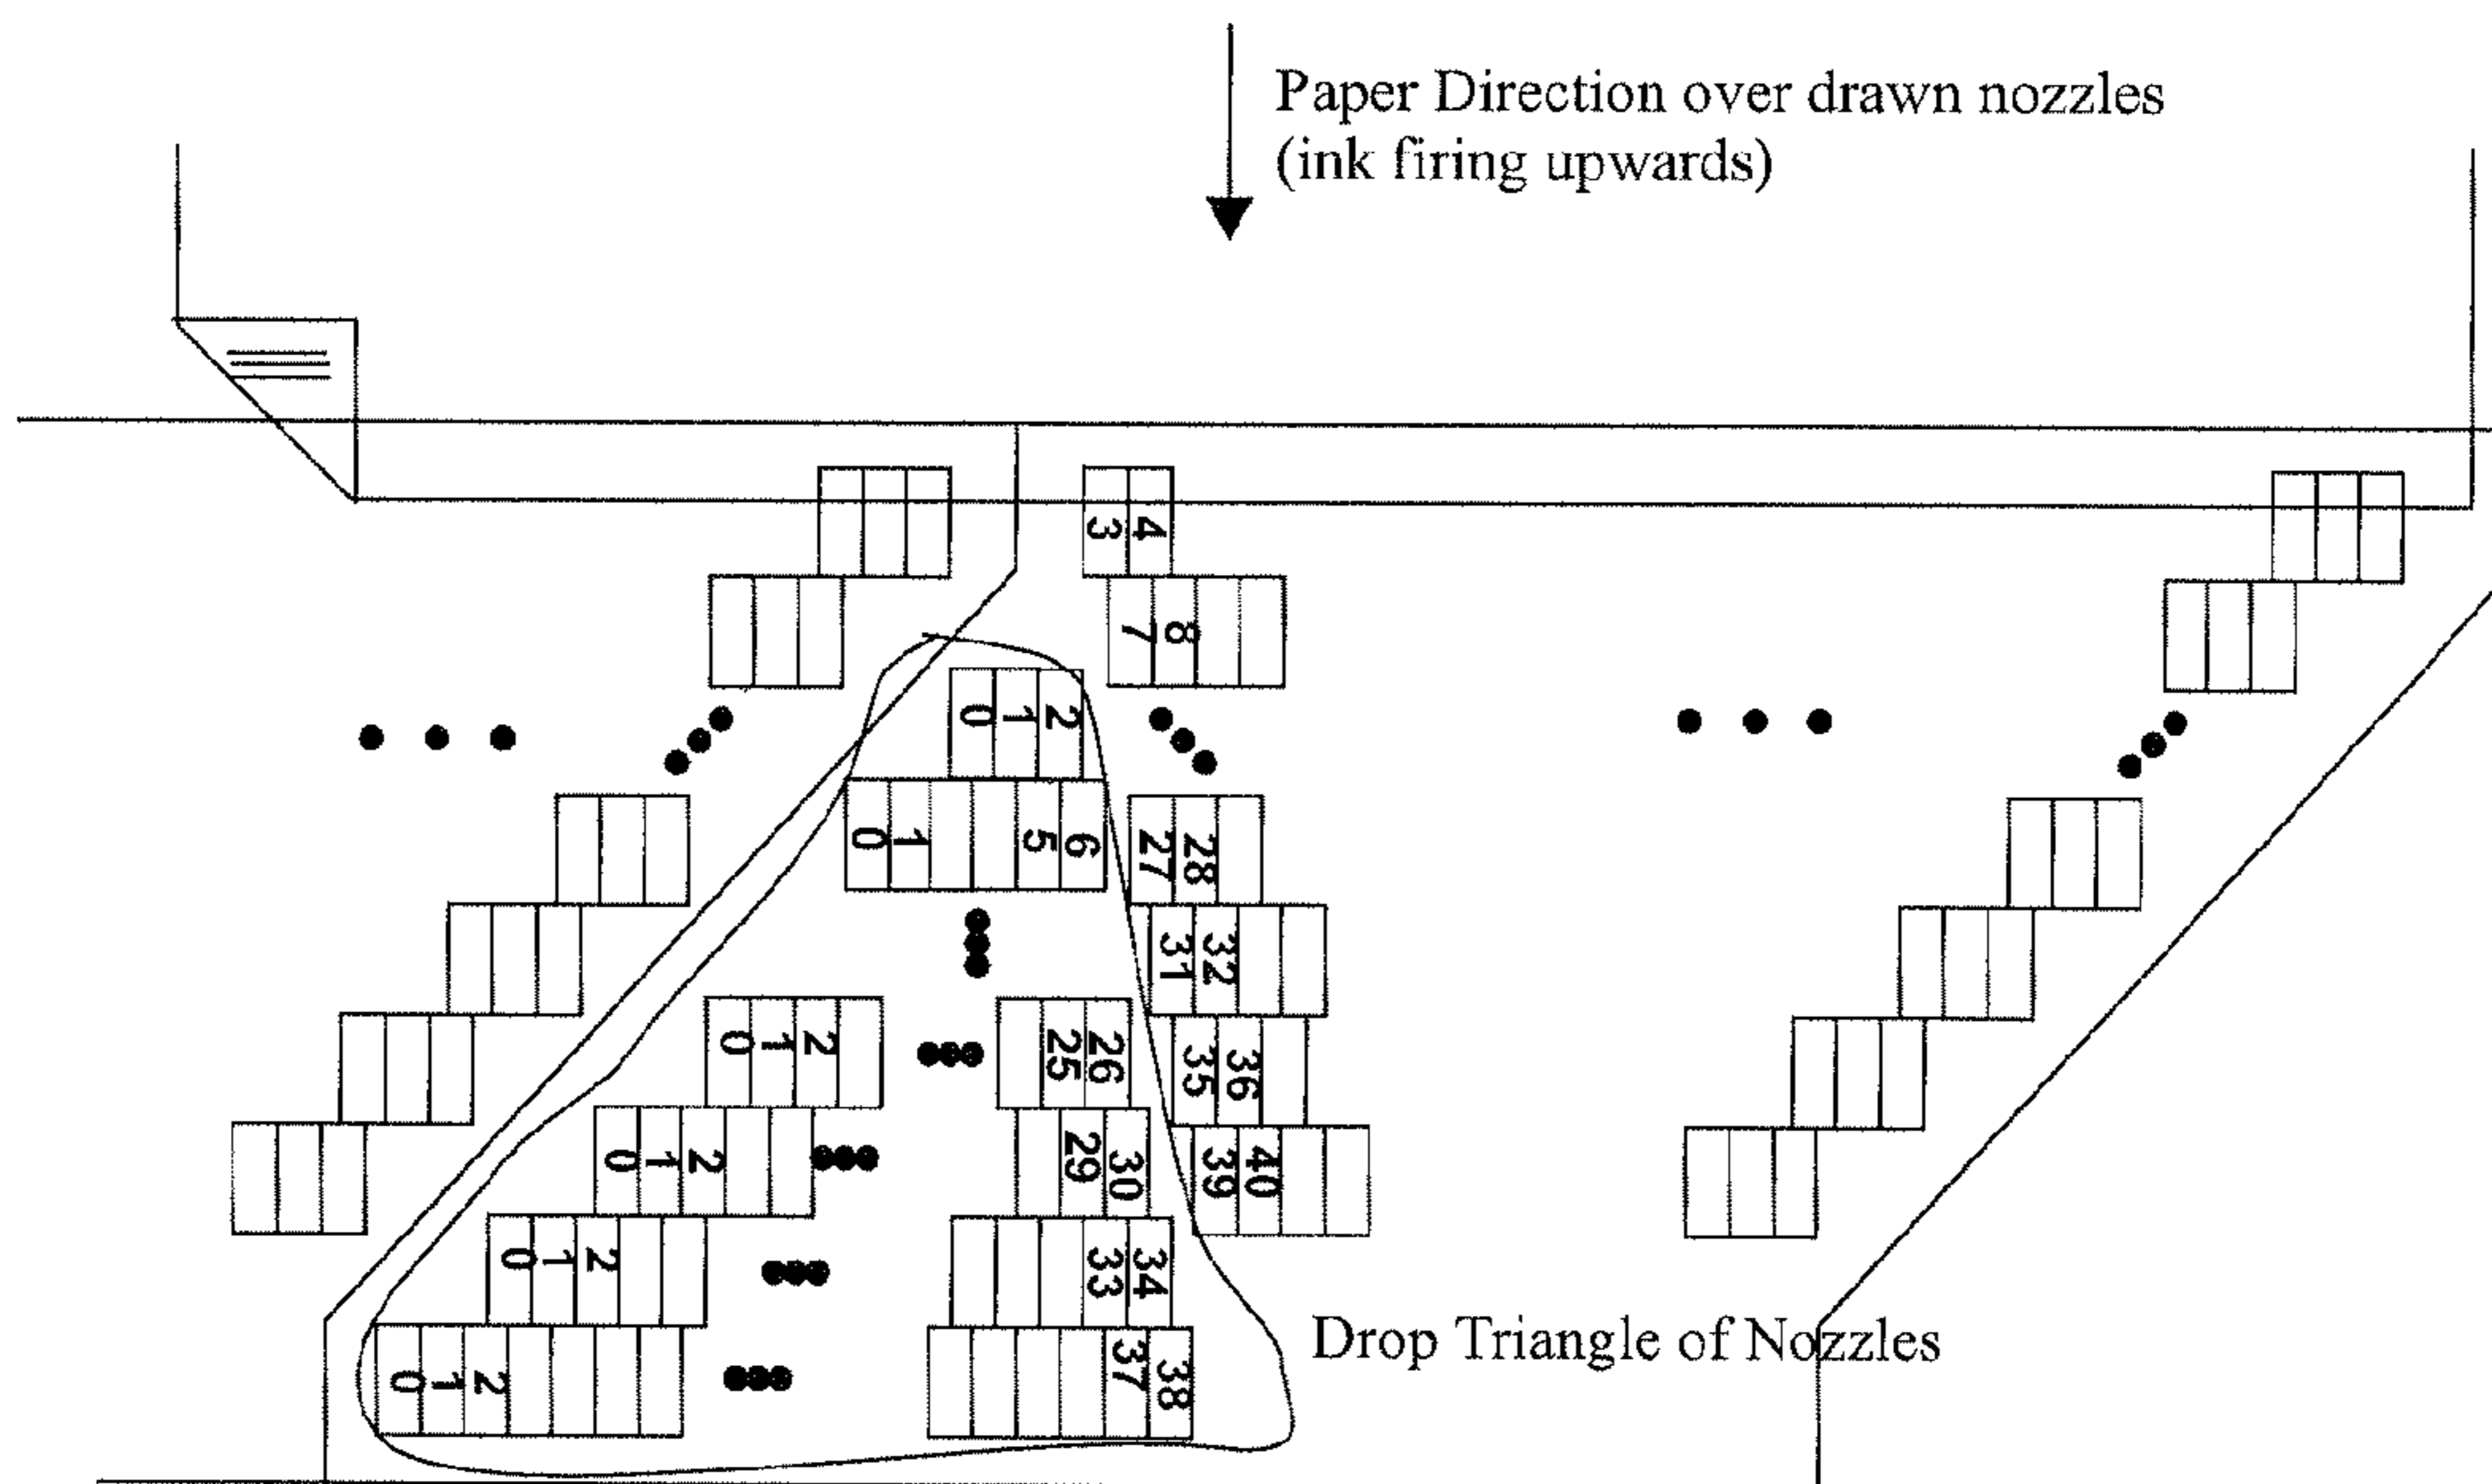 Paper Direction over drawn nozzles
(ink firing upwards)
3 4
7 8
0 1 2
0 1 5 6
27 28
31 32
0 1 2 25 26
35 36
0 1 2 29 30
39 40
0 1 2 33 34
Drop Triangle of Nozzles
0 1 2 37 38